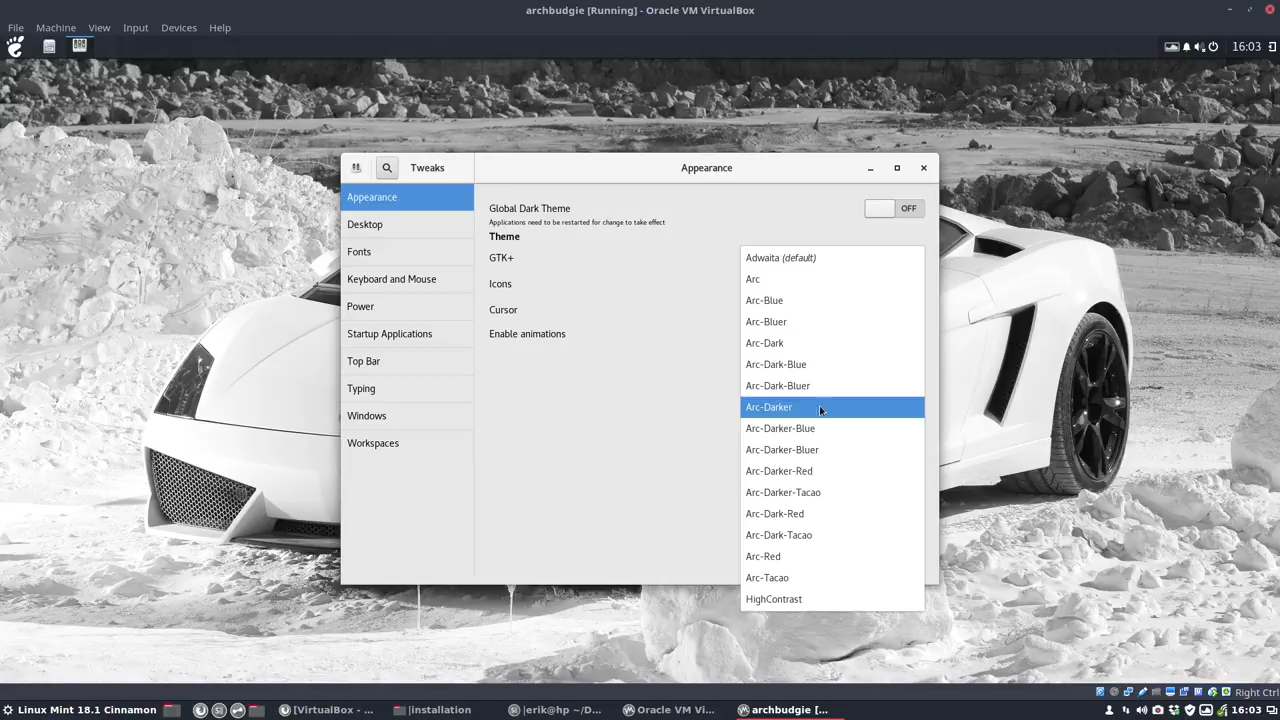 archbudgie [Running] - Oracle VM VirtualBox
File Machine View Input Devices Help
16:03
Tweaks
Appearance
Appearance
Desktop
Fonts
Keyboard and Mouse
Power
Startup Applications
Top Bar
Typing
Windows
Workspaces
Global Dark Theme
OFF
Applications need to be restarted for change to take effect
Theme
GTK+
Icons
Cursor
Enable animations
Adwaita (default)
Arc
Arc-Blue
Arc-Bluer
Arc-Dark
Arc-Dark-Blue
Arc-Dark-Bluer
Arc-Darker
Arc-Darker-Blue
Arc-Darker-Bluer
Arc-Darker-Red
Arc-Darker-Tacao
Arc-Dark-Red
Arc-Dark-Tacao
Arc-Red
Arc-Tacao
HighContrast
Right Ctrl
Linux Mint 18.1 Cinnamon [VirtualBox - ... |installation |erik@hp ~/D... Oracle VM Vi... archbudgie [... 16:03